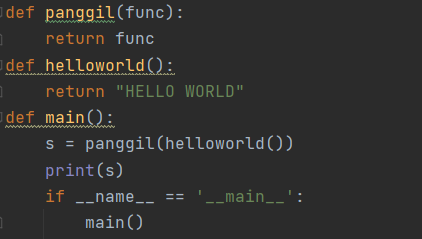 def panggil(func):
    return func
def helloworld():
    return "HELLO WORLD"
def main():
    s = panggil(helloworld())
    print(s)
    if __name__ == '__main__':
        main()